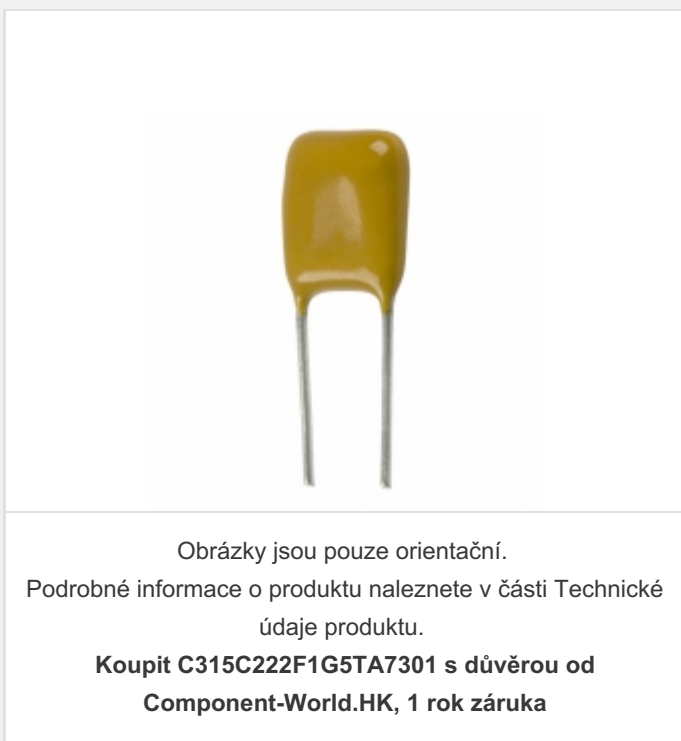 Obrázky jsou pouze orientační.
Podrobné informace o produktu naleznete v části Technické
údaje produktu.
Koupit C315C222F1G5TA7301 s důvěrou od
Component-World.HK, 1 rok záruka